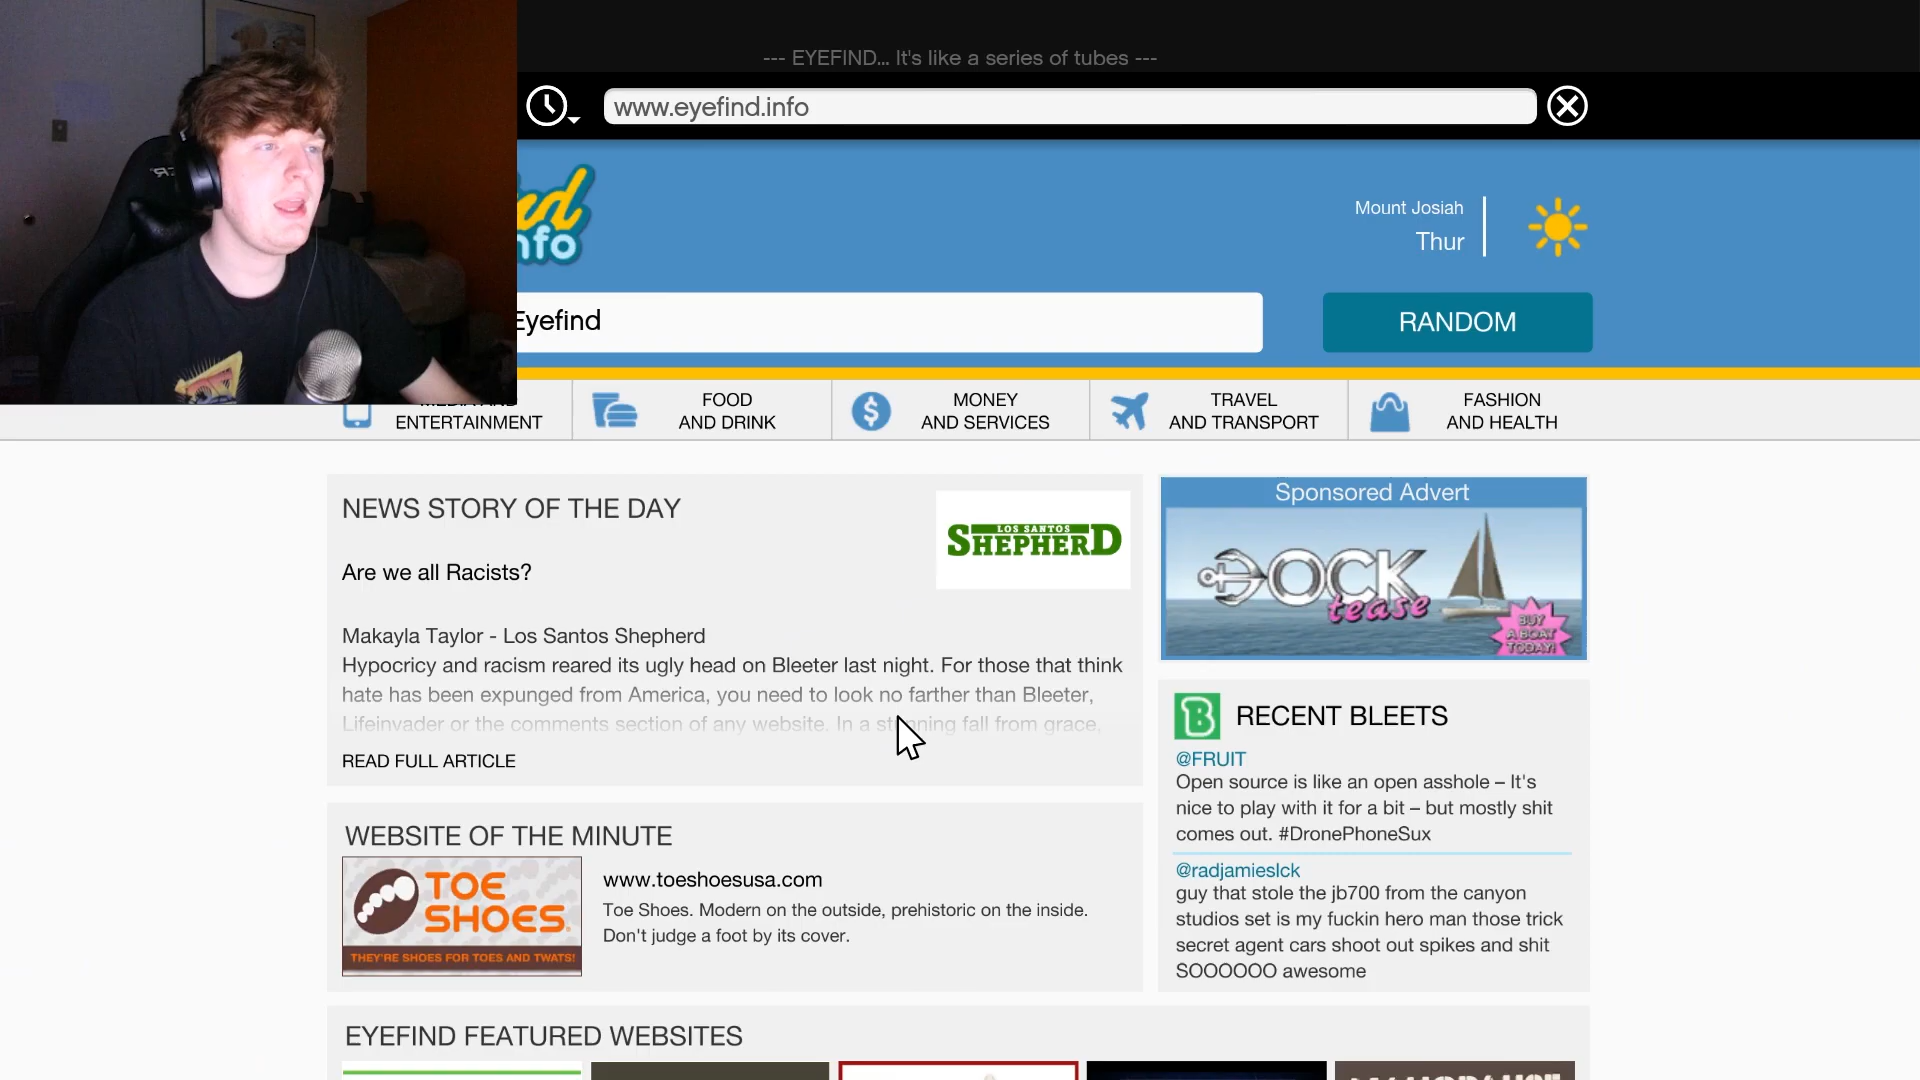 --- EYEFIND... It's like a series of tubes ---
www.eyefind.info
nd
nfo
Mount Josiah
Thur
Eyefind
RANDOM
ENTERTAINMENT
FOOD
AND DRINK
MONEY
AND SERVICES
TRAVEL
AND TRANSPORT
FASHION
AND HEALTH
NEWS STORY OF THE DAY
LOS SANTOS
SHEPHERD
Are we all Racists?
Makayla Taylor - Los Santos Shepherd
Hypocricy and racism reared its ugly head on Bleeter last night. For those that think
hate has been expunged from America, you need to look no farther than Bleeter,
Lifeinvader or the comments section of any website. In a fall from grace.
READ FULL ARTICLE
Sponsored Advert
DOCK
tease
BUY
A BOAT
TODAY!
B RECENT BLEETS
@FRUIT
Open source is like an open asshole – It's
nice to play with it for a bit – but mostly shit
comes out. #DronePhoneSux
@radjamieslck
guy that stole the jb700 from the canyon
studios set is my fuckin hero man those trick
secret agent cars shoot out spikes and shit
SOOOOOO awesome
WEBSITE OF THE MINUTE
TOE
SHOES.
THEY'RE SHOES FOR TOES AND TWATS!
www.toeshoesusa.com
Toe Shoes. Modern on the outside, prehistoric on the inside.
Don't judge a foot by its cover.
EYEFIND FEATURED WEBSITES